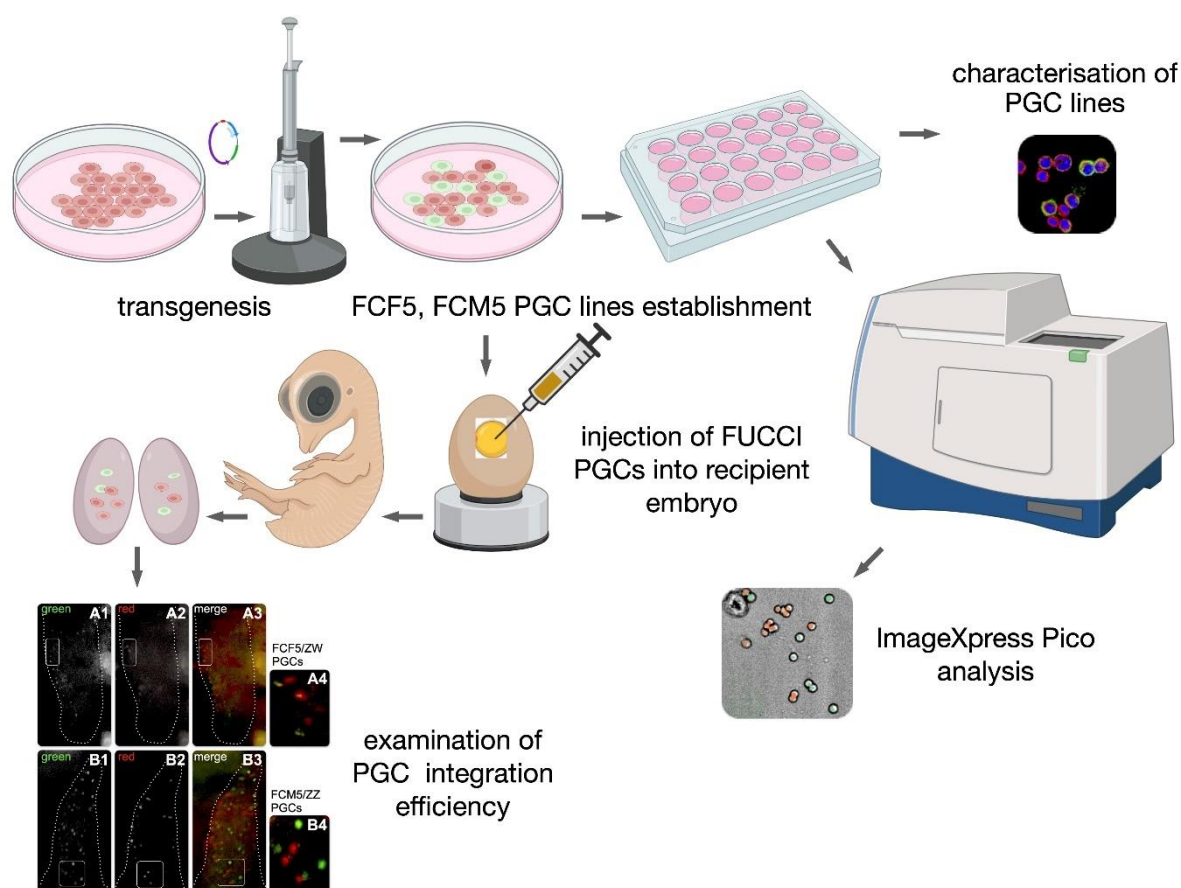 characterisation of
PGC lines
transgenesis
FCF5, FCM5 PGC lines establishment
injection of FUCCI
PGCs into recipient
embryo
green A1 red A2 merge A3
FCF5/ZW
PGCs
A4
green B1 red B2 merge B3
FCM5/ZZ
PGCs
B4
examination of
PGC integration
efficiency
ImageXpress Pico
analysis